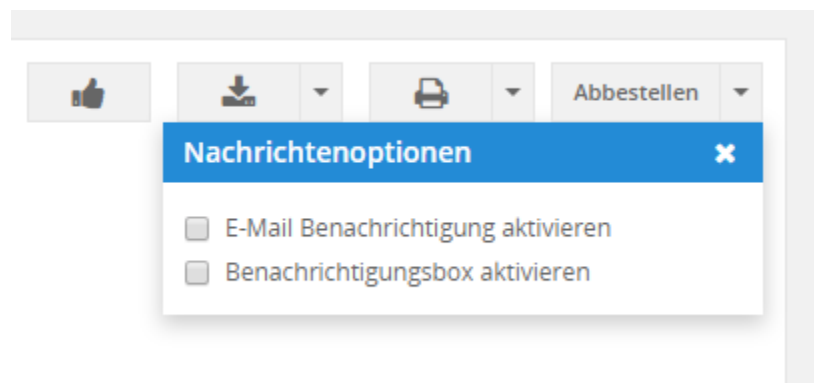 Abbestellen
Nachrichtenoptionen
E-Mail Benachrichtigung aktivieren
Benachrichtigungsbox aktivieren